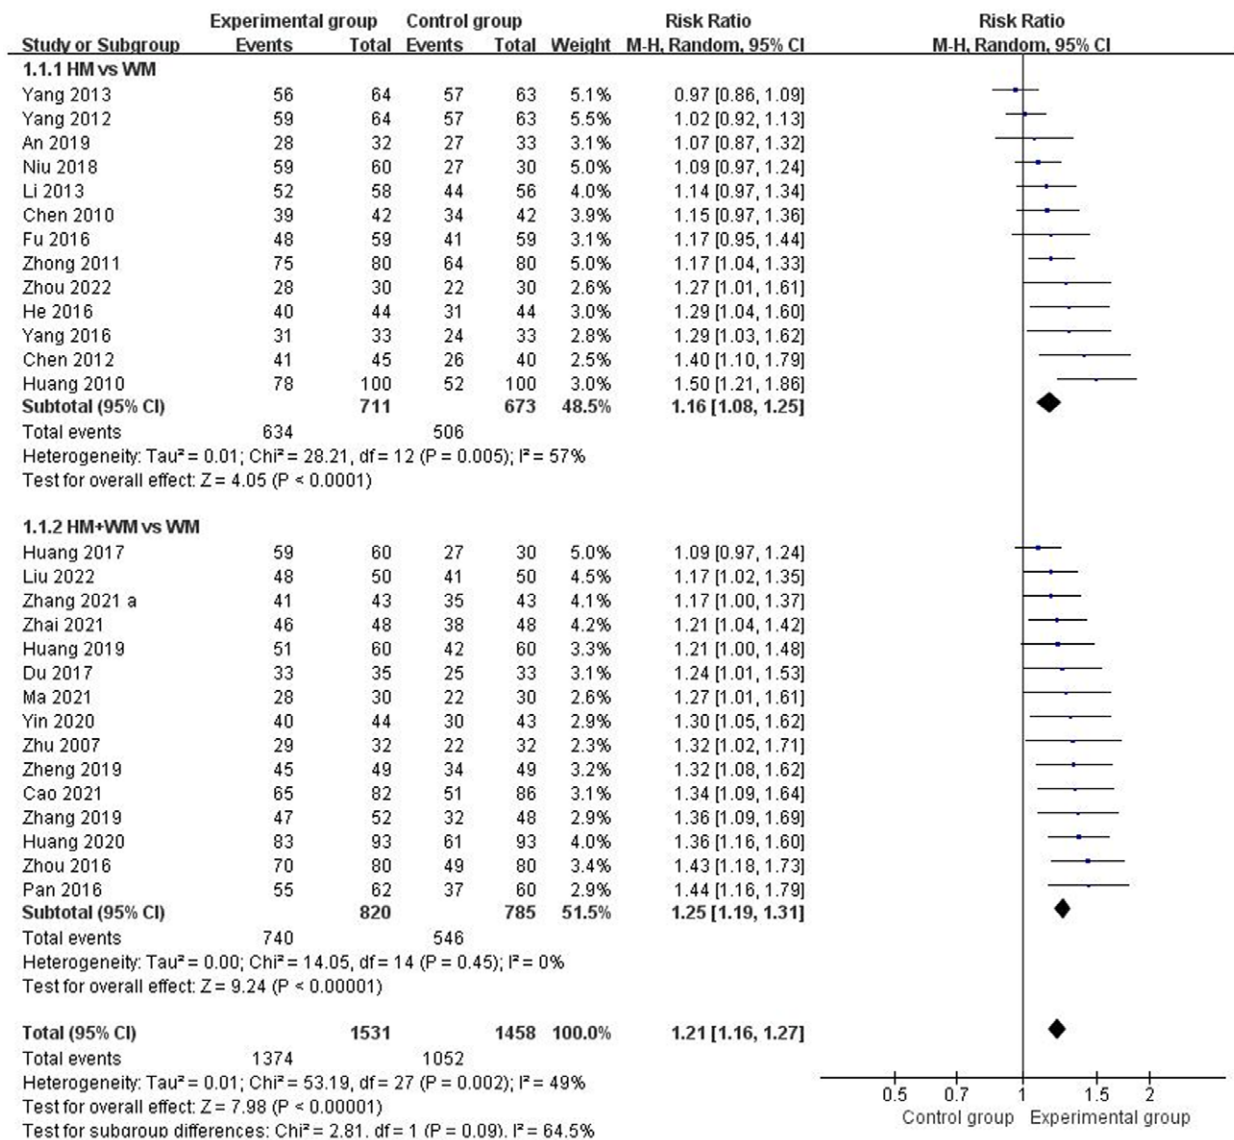 Experimental group Control group Risk Ratio Risk Ratio
Study or Subgroup Events Total Events Total Weight M-H, Random, 95% CI M-H, Random, 95% CI
1.1.1 HM vs WM
Yang 2013 56 64 57 63 5.1% 0.97 [0.86, 1.09]
Yang 2012 59 64 57 63 5.5% 1.02 [0.92, 1.13]
An 2019 28 32 27 33 3.1% 1.07 [0.87, 1.32]
Niu 2018 59 60 27 30 5.0% 1.09 [0.97, 1.24]
Li 2013 52 58 44 56 4.0% 1.14 [0.97, 1.34]
Chen 2010 39 42 34 42 3.9% 1.15 [0.97, 1.36]
Fu 2016 48 59 41 59 3.1% 1.17 [0.95, 1.44]
Zhong 2011 75 80 64 80 5.0% 1.17 [1.04, 1.33]
Zhou 2022 28 30 22 30 2.6% 1.27 [1.01, 1.61]
He 2016 40 44 31 44 3.0% 1.29 [1.04, 1.60]
Yang 2016 31 33 24 33 2.8% 1.29 [1.03, 1.62]
Chen 2012 41 45 26 40 2.5% 1.40 [1.10, 1.79]
Huang 2010 78 100 52 100 3.0% 1.50 [1.21, 1.86]
Subtotal (95% CI) 711 673 48.5% 1.16 [1.08, 1.25]
Total events 634 506
Heterogeneity: Tau² = 0.01; Chi² = 28.21, df = 12 (P = 0.005); I² = 57%
Test for overall effect: Z = 4.05 (P < 0.0001)
1.1.2 HM+WM vs WM
Huang 2017 59 60 27 30 5.0% 1.09 [0.97, 1.24]
Liu 2022 48 50 41 50 4.5% 1.17 [1.02, 1.35]
Zhang 2021 a 41 43 35 43 4.1% 1.17 [1.00, 1.37]
Zhai 2021 46 48 38 48 4.2% 1.21 [1.04, 1.42]
Huang 2019 51 60 42 60 3.3% 1.21 [1.00, 1.48]
Du 2017 33 35 25 33 3.1% 1.24 [1.01, 1.53]
Ma 2021 28 30 22 30 2.6% 1.27 [1.01, 1.61]
Yin 2020 40 44 30 43 2.9% 1.30 [1.05, 1.62]
Zhu 2007 29 32 22 32 2.3% 1.32 [1.02, 1.71]
Zheng 2019 45 49 34 49 3.2% 1.32 [1.08, 1.62]
Cao 2021 65 82 51 86 3.1% 1.34 [1.09, 1.64]
Zhang 2019 47 52 32 48 2.9% 1.36 [1.09, 1.69]
Huang 2020 83 93 61 93 4.0% 1.36 [1.16, 1.60]
Zhou 2016 70 80 49 80 3.4% 1.43 [1.18, 1.73]
Pan 2016 55 62 37 60 2.9% 1.44 [1.16, 1.79]
Subtotal (95% CI) 820 785 51.5% 1.25 [1.19, 1.31]
Total events 740 546
Heterogeneity: Tau² = 0.00; Chi² = 14.05, df = 14 (P = 0.45); I² = 0%
Test for overall effect: Z = 9.24 (P < 0.00001)
Total (95% CI) 1531 1458 100.0% 1.21 [1.16, 1.27]
Total events 1374 1052
Heterogeneity: Tau² = 0.01; Chi² = 53.19, df = 27 (P = 0.002); I² = 49%
Test for overall effect: Z = 7.98 (P < 0.00001)
Test for subgroup differences: Chi² = 2.81, df = 1 (P = 0.09), I² = 64.5%
0.5 0.7 1 1.5 2
Control group Experimental group